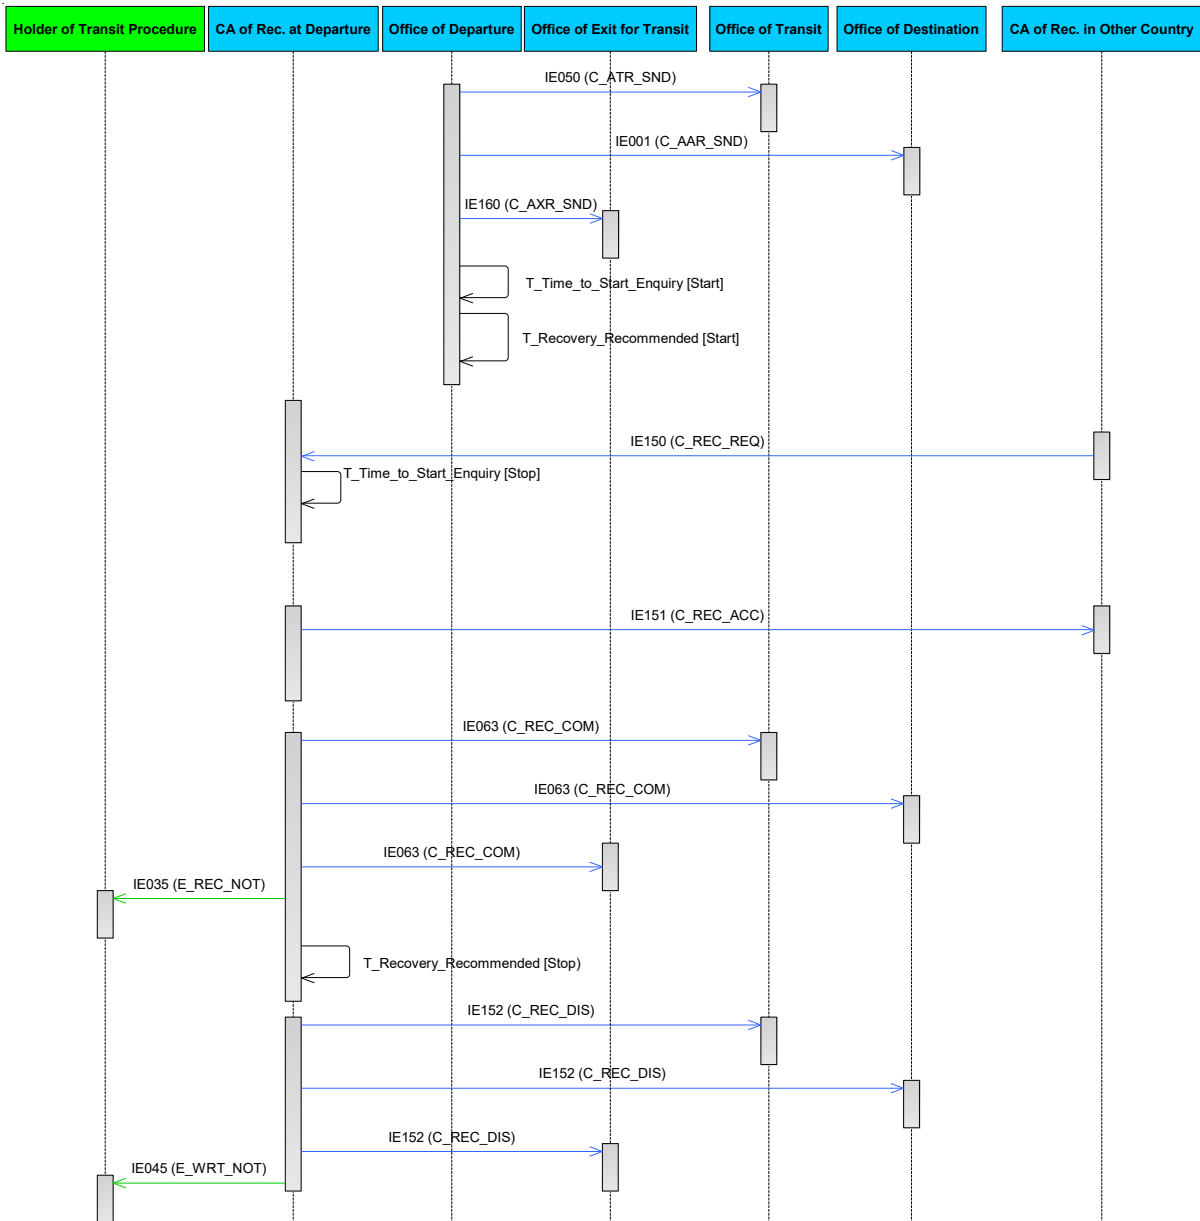 Holder of Transit Procedure
CA of Rec. at Departure
Office of Departure
Office of Exit for Transit
Office of Transit
Office of Destination
CA of Rec. in Other Country
IE050 (C_ATR_SND)
IE001 (C_AAR_SND)
IE160 (C_AXR_SND)
T_Time_to_Start_Enquiry [Start]
T_Recovery_Recommended [Start]
IE150 (C_REC_REQ)
T_Time_to_Start_Enquiry [Stop]
IE151 (C_REC_ACC)
IE063 (C_REC_COM)
IE063 (C_REC_COM)
IE063 (C_REC_COM)
IE035 (E_REC_NOT)
T_Recovery_Recommended [Stop)
IE152 (C_REC_DIS)
IE152 (C_REC_DIS)
IE152 (C_REC_DIS)
IE045 (E_WRT_NOT)